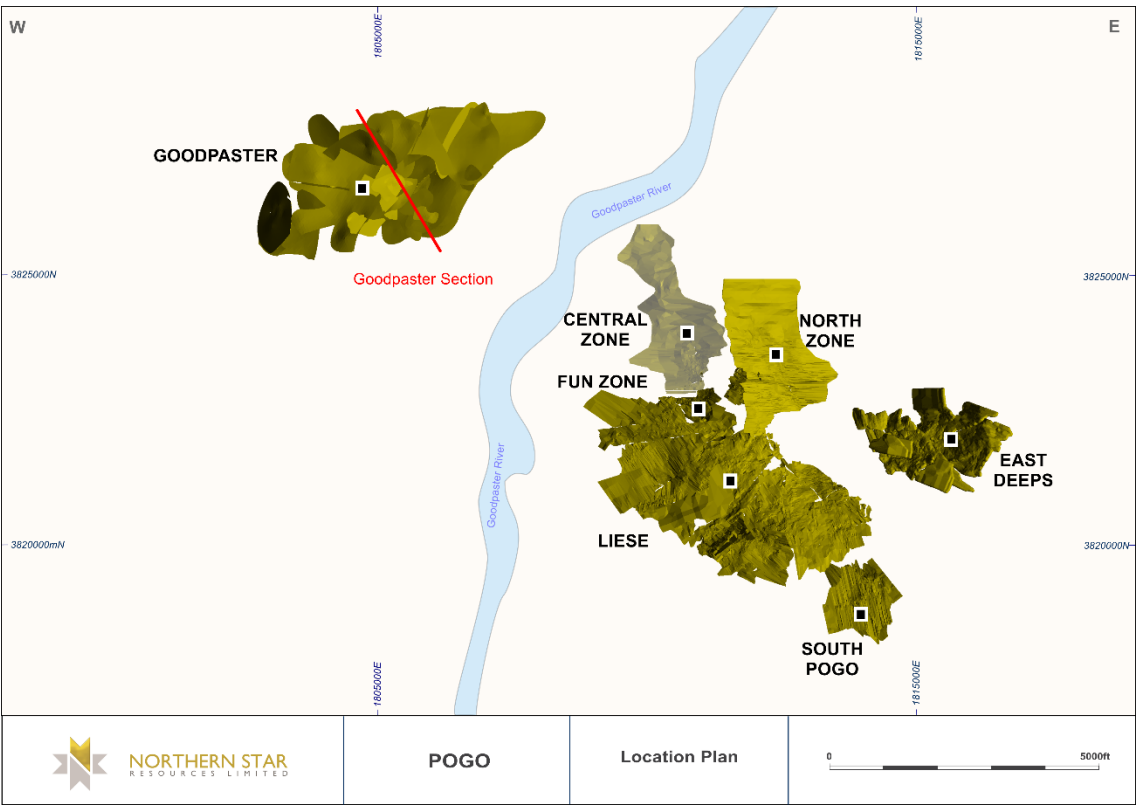 W
E
1805000E
1815000E
GOODPASTER
Goodpaster River
Goodpaster Section
3825000N
3825000N
CENTRAL
ZONE
NORTH
ZONE
FUN ZONE
EAST
DEEPS
Goodpaster River
LIESE
3820000mN
3820000N
SOUTH
POGO
1805000E
1815000E
NORTHERN STAR
RESOURCES LIMITED
POGO
Location Plan
0
5000ft